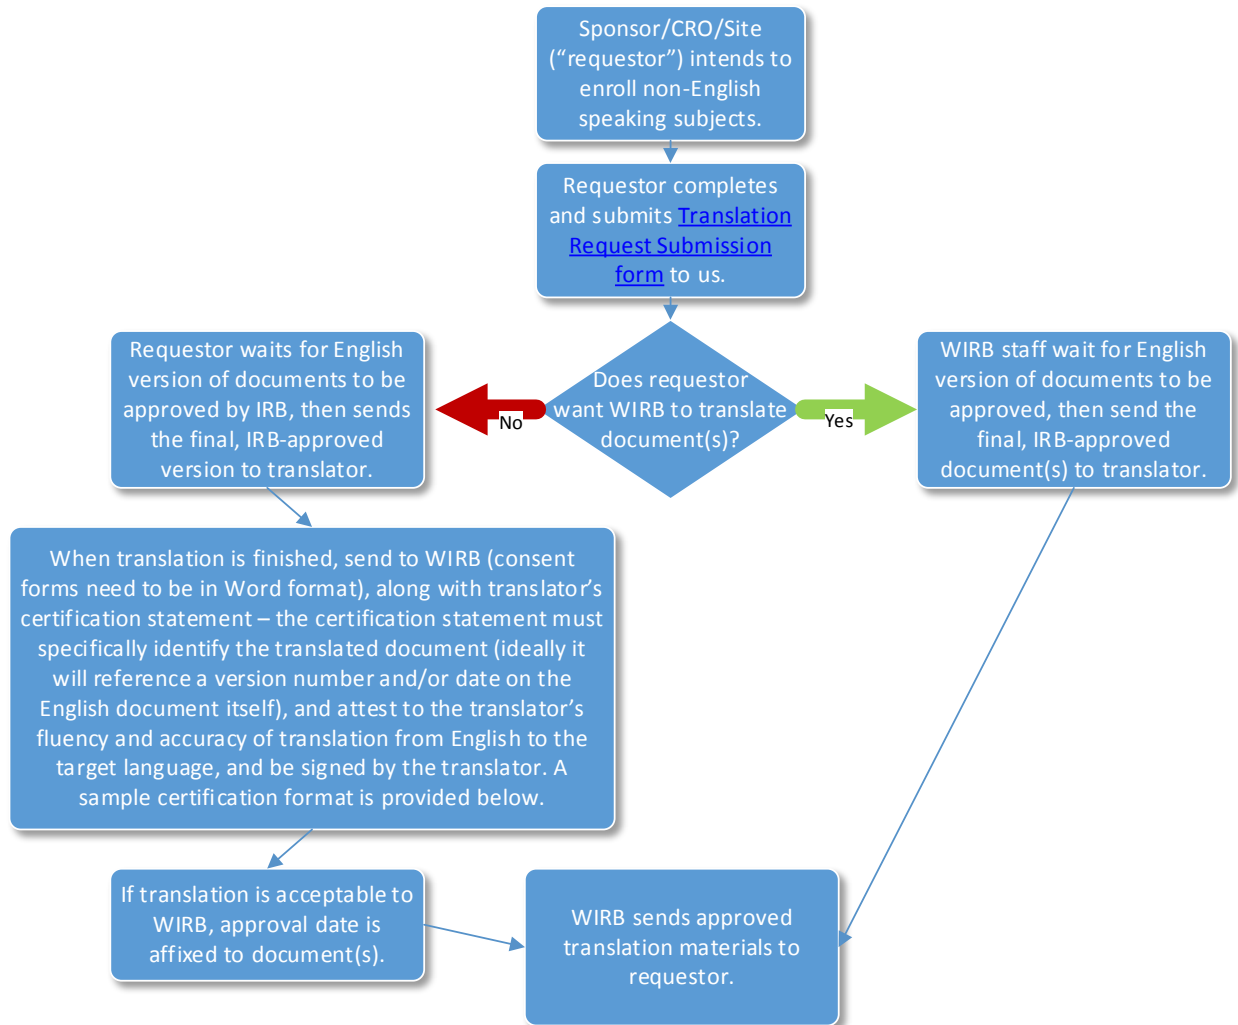 Sponsor/CRO/Site
(“requestor”) intends to
enroll non-English
speaking subjects.
Requestor completes
and submits Translation
Request Submission
form to us.
Does requestor
want WIRB to translate
document(s)?
No
Yes
Requestor waits for English
version of documents to be
approved by IRB, then sends
the final, IRB-approved
version to translator.
WIRB staff wait for English
version of documents to be
approved, then send the
final, IRB-approved
document(s) to translator.
When translation is finished, send to WIRB (consent
forms need to be in Word format), along with translator’s
certification statement – the certification statement must
specifically identify the translated document (ideally it
will reference a version number and/or date on the
English document itself), and attest to the translator’s
fluency and accuracy of translation from English to the
target language, and be signed by the translator. A
sample certification format is provided below.
If translation is acceptable to
WIRB, approval date is
affixed to document(s).
WIRB sends approved
translation materials to
requestor.